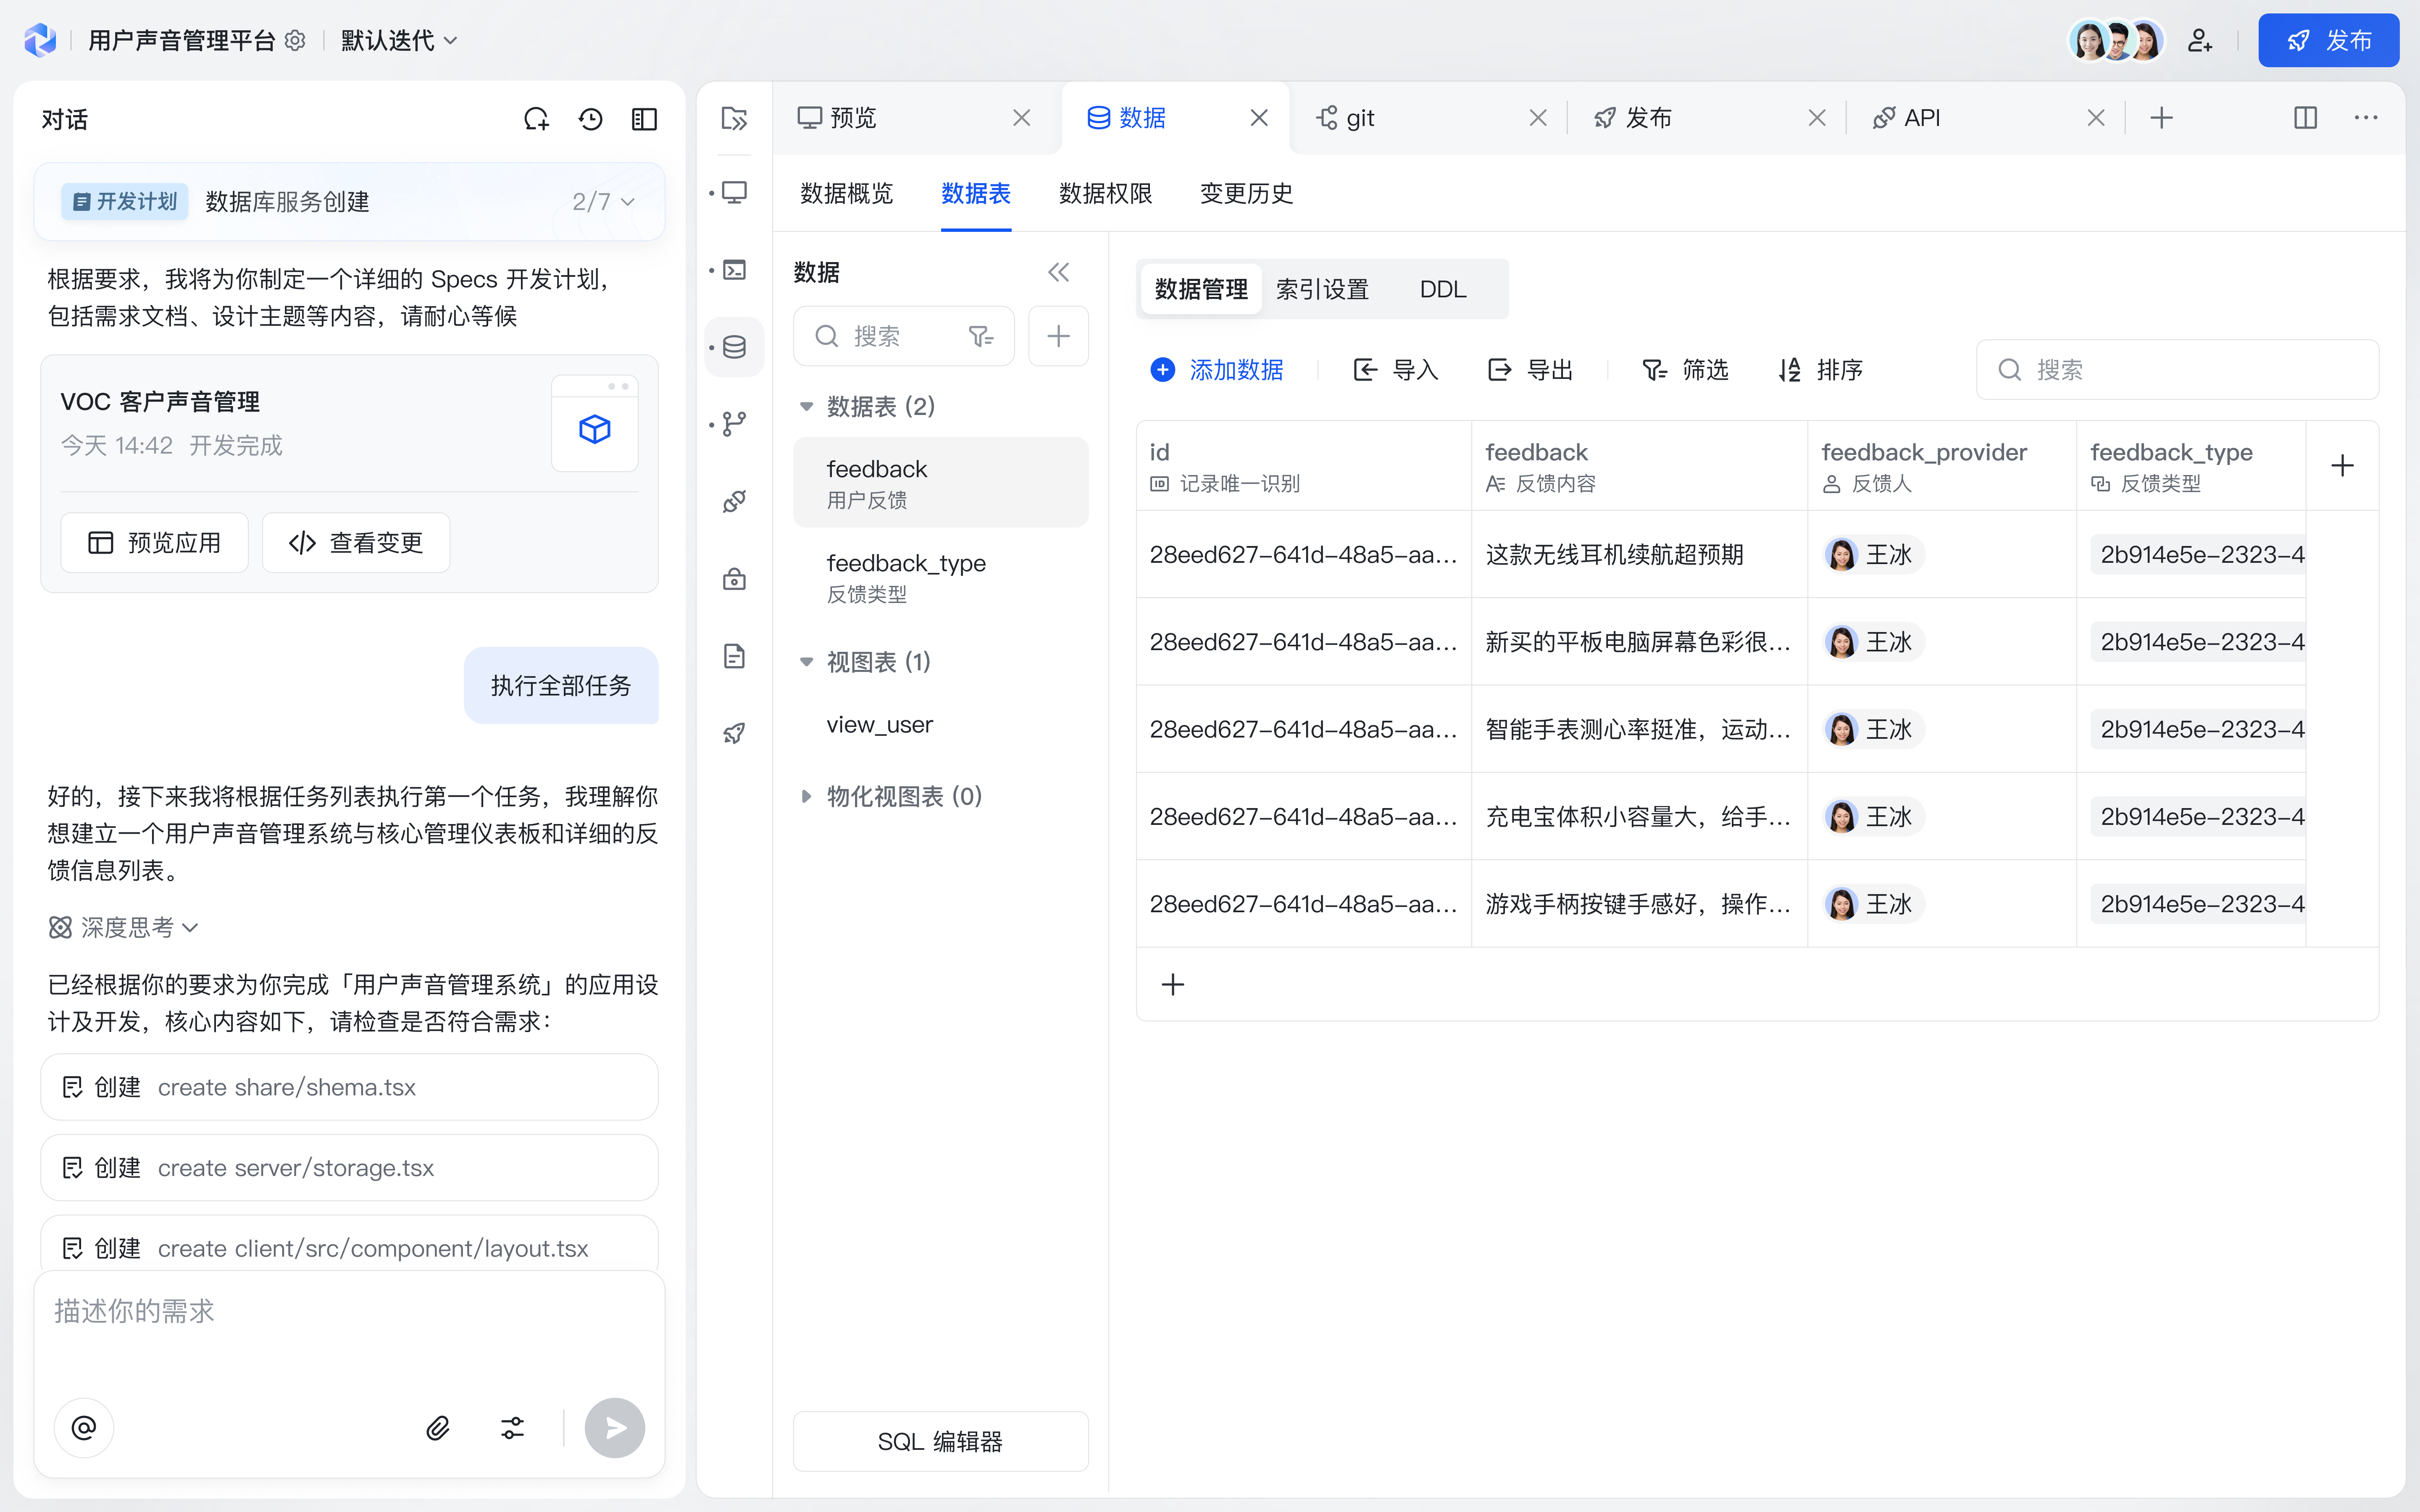 用户声音管理平台
默认迭代
发布
对话
开发计划 数据库服务创建 2/7
根据要求，我将为你制定一个详细的 Specs 开发计划，
包括需求文档、设计主题等内容，请耐心等候
VOC 客户声音管理
今天 14:42 开发完成
预览应用
查看变更
执行全部任务
好的，接下来我将根据任务列表执行第一个任务，我理解你
想建立一个用户声音管理系统与核心管理仪表板和详细的反
馈信息列表。
深度思考
已经根据你的要求为你完成「用户声音管理系统」的应用设
计及开发，核心内容如下，请检查是否符合需求：
创建 create share/shema.tsx
创建 create server/storage.tsx
创建 create client/src/component/layout.tsx
描述你的需求
预览
数据
git
发布
API
数据概览
数据表
数据权限
变更历史
数据
搜索
数据表 (2)
feedback
用户反馈
feedback_type
反馈类型
视图表 (1)
view_user
物化视图表 (0)
SQL 编辑器
数据管理
索引设置
DDL
添加数据
导入
导出
筛选
排序
搜索
id feedback feedback_provider feedback_type
记录唯一识别 反馈内容 反馈人 反馈类型
28eed627-641d-48a5-aa... 这款无线耳机续航超预期 王冰 2b914e5e-2323-4
28eed627-641d-48a5-aa... 新买的平板电脑屏幕色彩很... 王冰 2b914e5e-2323-4
28eed627-641d-48a5-aa... 智能手表测心率挺准，运动... 王冰 2b914e5e-2323-4
28eed627-641d-48a5-aa... 充电宝体积小容量大，给手... 王冰 2b914e5e-2323-4
28eed627-641d-48a5-aa... 游戏手柄按键手感好，操作... 王冰 2b914e5e-2323-4